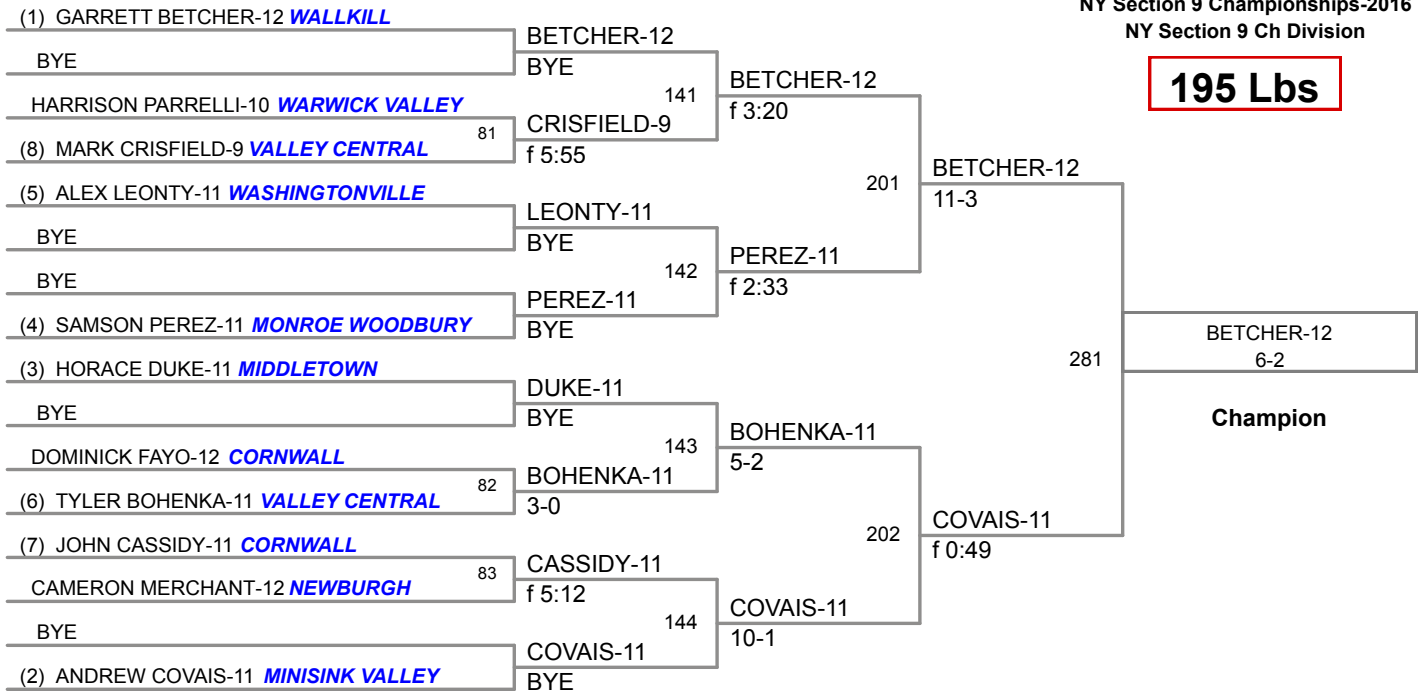 NY Section 9 Championships-2016
NY Section 9 Ch Division
195 Lbs
(1) GARRETT BETCHER-12 WALLKILL
BYE
HARRISON PARRELLI-10 WARWICK VALLEY
(8) MARK CRISFIELD-9 VALLEY CENTRAL
(5) ALEX LEONTY-11 WASHINGTONVILLE
BYE
BYE
(4) SAMSON PEREZ-11 MONROE WOODBURY
(3) HORACE DUKE-11 MIDDLETOWN
BYE
DOMINICK FAYO-12 CORNWALL
(6) TYLER BOHENKA-11 VALLEY CENTRAL
(7) JOHN CASSIDY-11 CORNWALL
CAMERON MERCHANT-12 NEWBURGH
BYE
(2) ANDREW COVAIS-11 MINISINK VALLEY
81
82
83
BETCHER-12
BYE
CRISFIELD-9
f 5:55
LEONTY-11
BYE
PEREZ-11
BYE
DUKE-11
BYE
BOHENKA-11
3-0
CASSIDY-11
f 5:12
COVAIS-11
BYE
141
142
143
144
BETCHER-12
f 3:20
PEREZ-11
f 2:33
BOHENKA-11
5-2
COVAIS-11
10-1
201
202
BETCHER-12
11-3
COVAIS-11
f 0:49
281
BETCHER-12
6-2
Champion